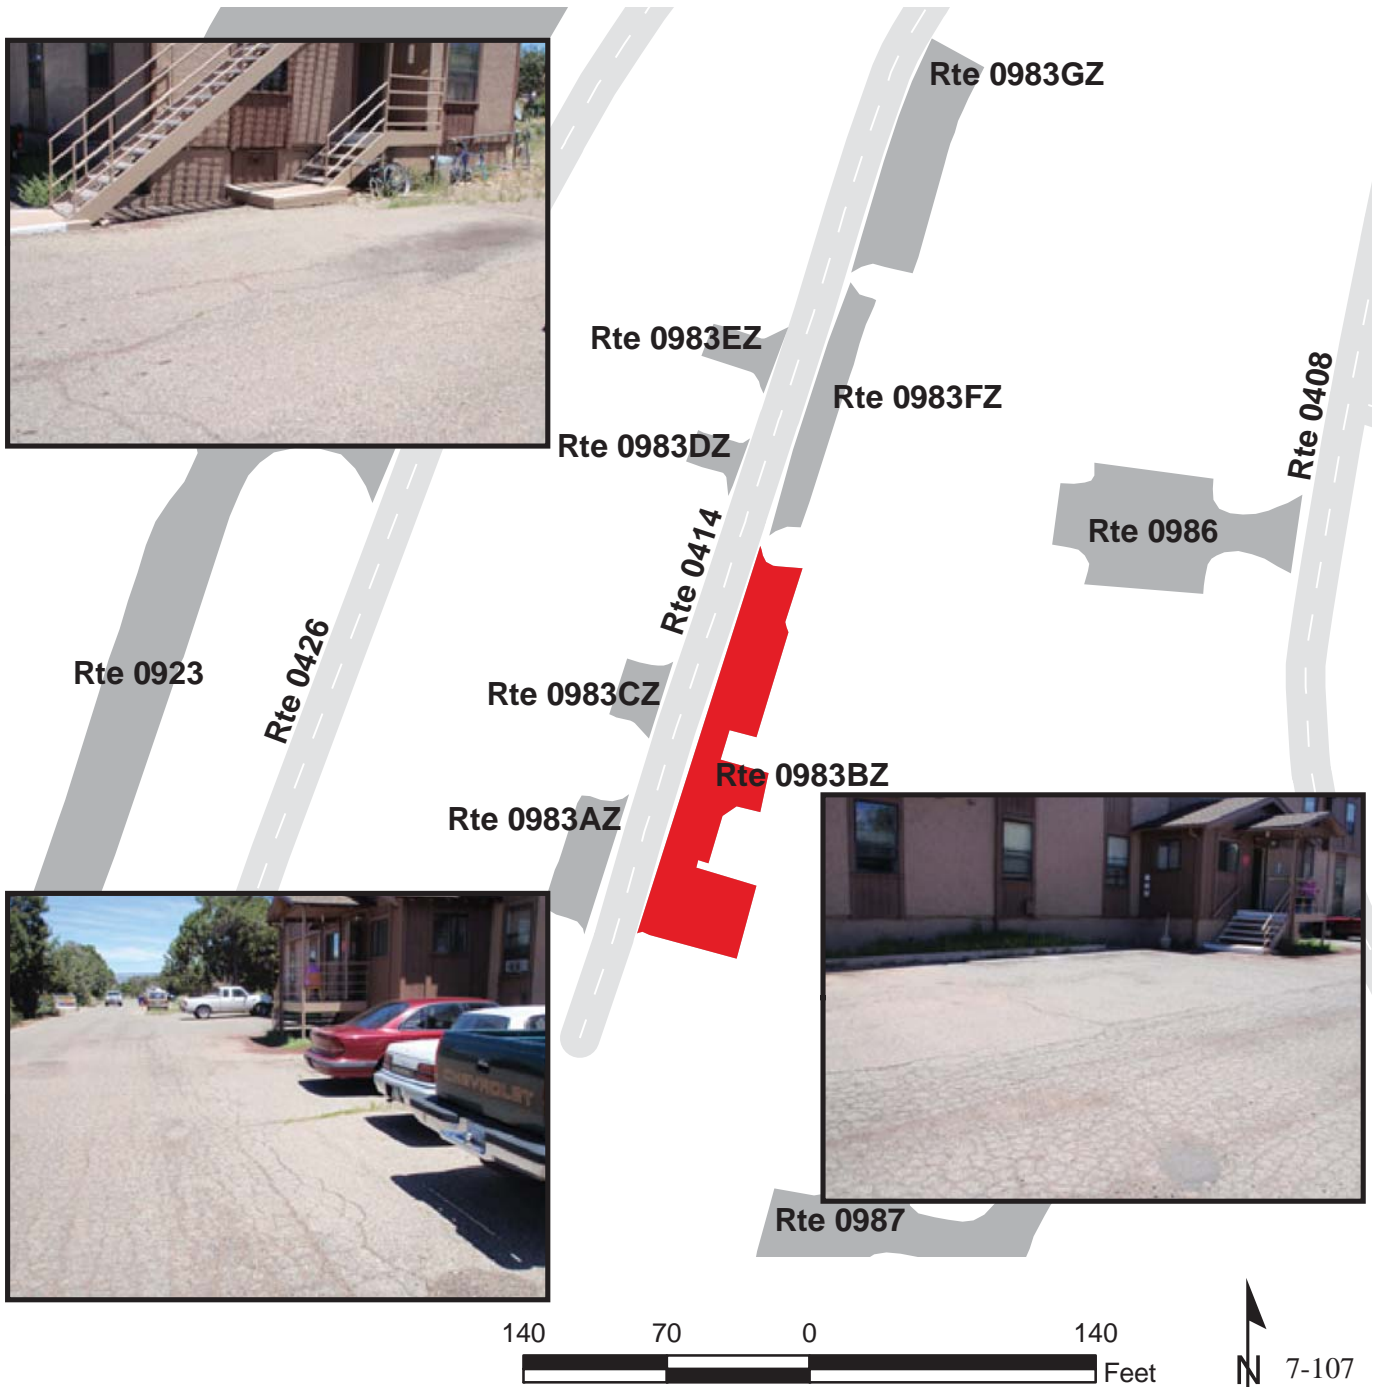 Rte 0983GZ
Rte 0983EZ
Rte 0983FZ
Rte 0408
Rte 0983DZ
Rte 0414
Rte 0986
Rte 0426
Rte 0923
Rte 0983CZ
Rte 0983BZ
Rte 0983AZ
CHEVROLET
Rte 0987
140 70 0 140
Feet
N
7-107